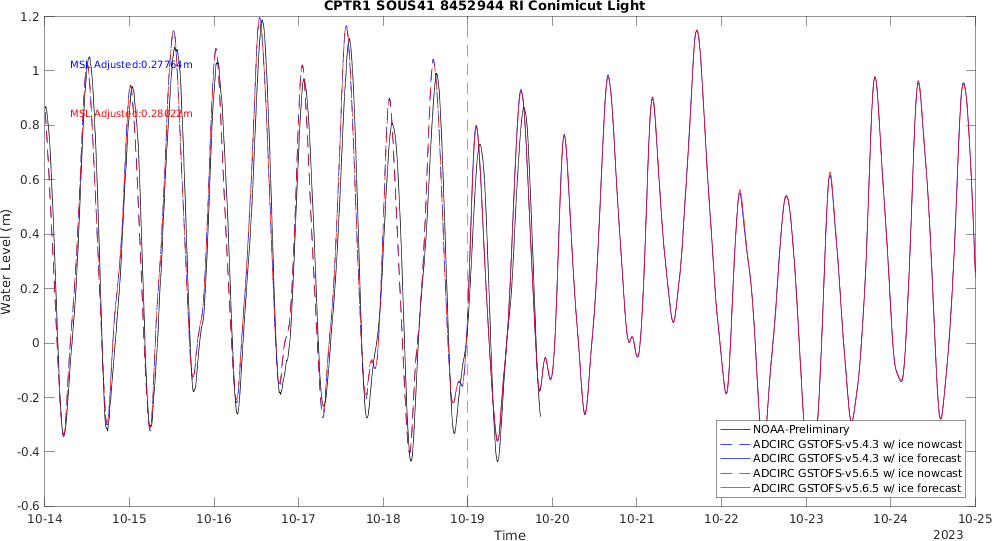 CPTR1 SOUS41 8452944 RI Conimicut Light
1.2
1
0.8
0.6
0.4
0.2
0
-0.2
-0.4
-0.6
Water Level (m)
MSL Adjusted:0.27764m
MSL Adjusted:0.28022m
NOAA-Preliminary
ADCIRC GSTOFS-v5.4.3 w/ ice nowcast
ADCIRC GSTOFS-v5.4.3 w/ ice forecast
ADCIRC GSTOFS-v5.6.5 w/ ice nowcast
ADCIRC GSTOFS-v5.6.5 w/ ice forecast
10-14 10-15 10-16 10-17 10-18 10-19 10-20 10-21 10-22 10-23 10-24 10-25
Time
2023